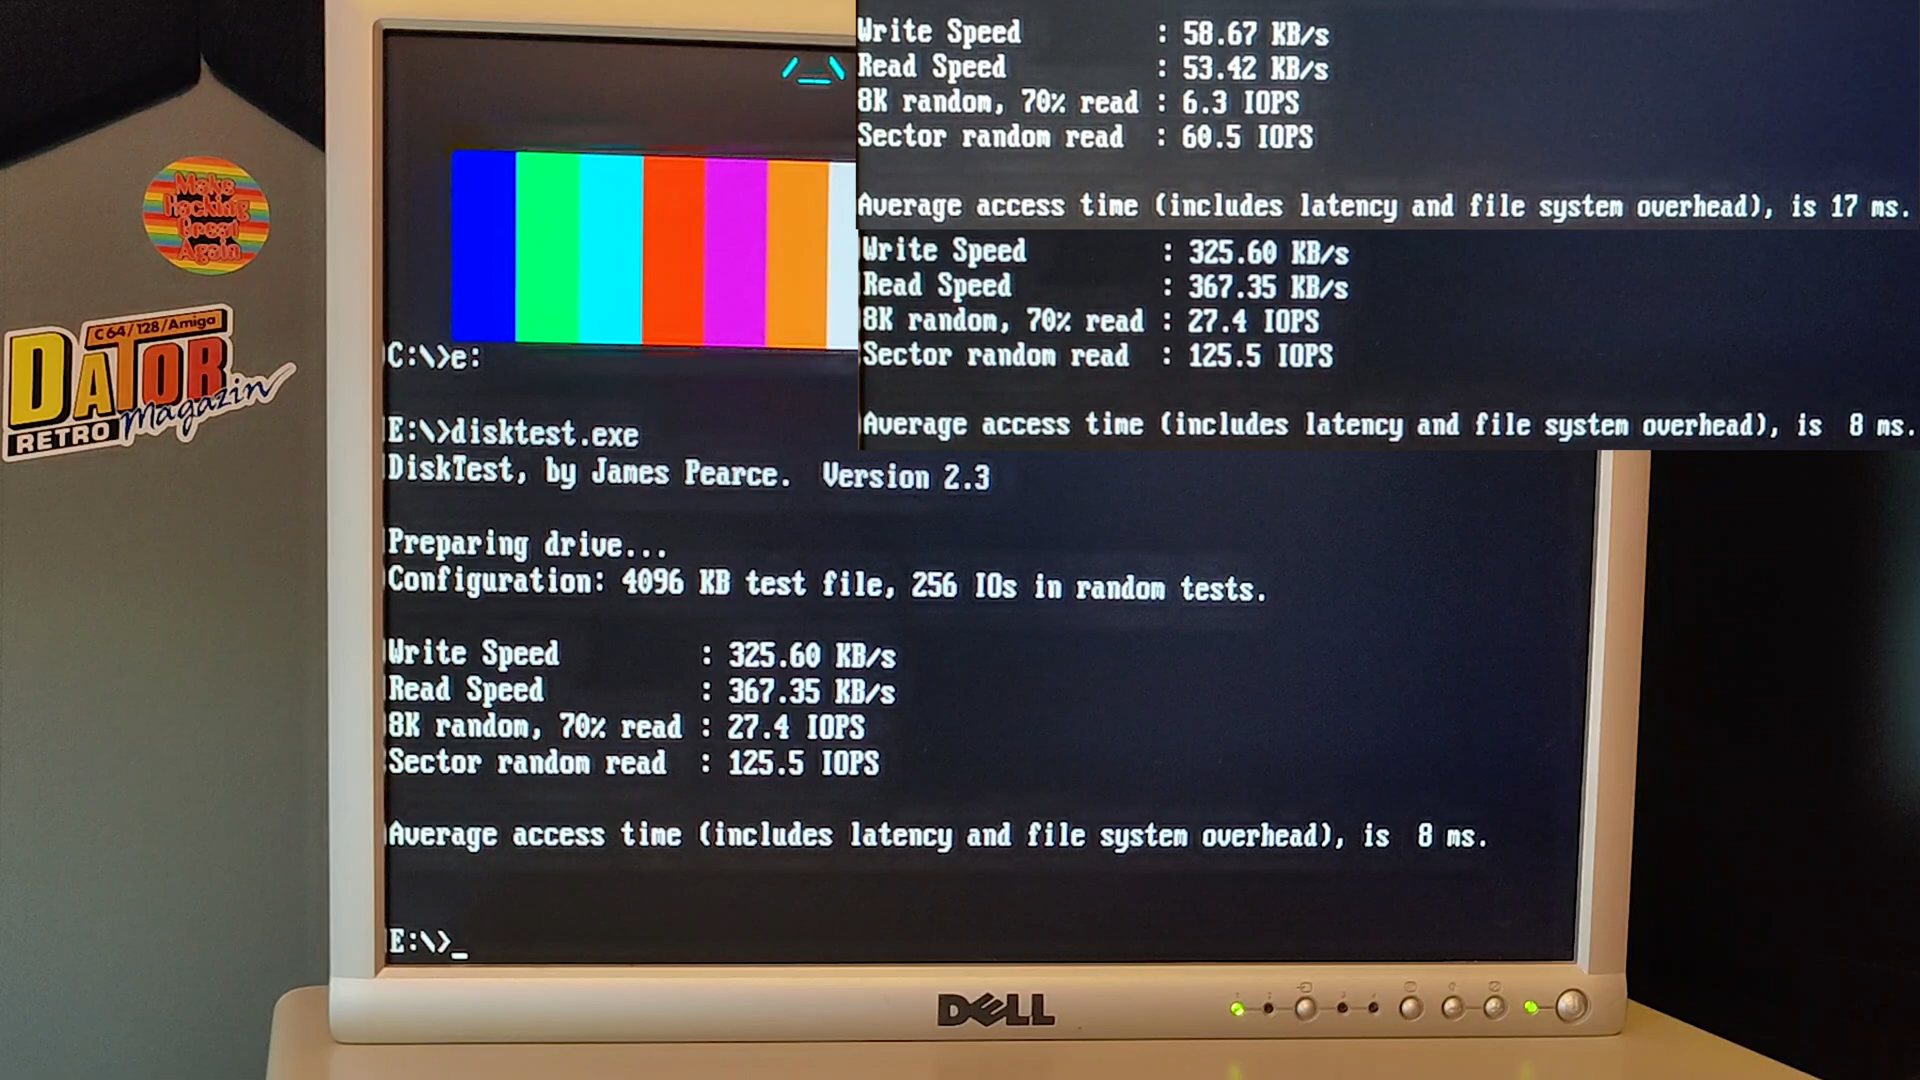 Make
Hacking
Great
Again
C64/128/Amiga
DATOR
magazin
RETRO
Write Speed : 58.67 KB/s
Read Speed : 53.42 KB/s
8K random, 70% read : 6.3 IOPS
Sector random read : 60.5 IOPS
Average access time (includes latency and file system overhead), is 17 ms.
Write Speed : 325.60 KB/s
Read Speed : 367.35 KB/s
8K random, 70% read : 27.4 IOPS
Sector random read : 125.5 IOPS
Average access time (includes latency and file system overhead), is 8 ms.
C:\>e:
E:\>disktest.exe
DiskTest, by James Pearce. Version 2.3
Preparing drive...
Configuration: 4096 KB test file, 256 IOs in random tests.
Write Speed : 325.60 KB/s
Read Speed : 367.35 KB/s
8K random, 70% read : 27.4 IOPS
Sector random read : 125.5 IOPS
Average access time (includes latency and file system overhead), is 8 ms.
E:\>_
DELL